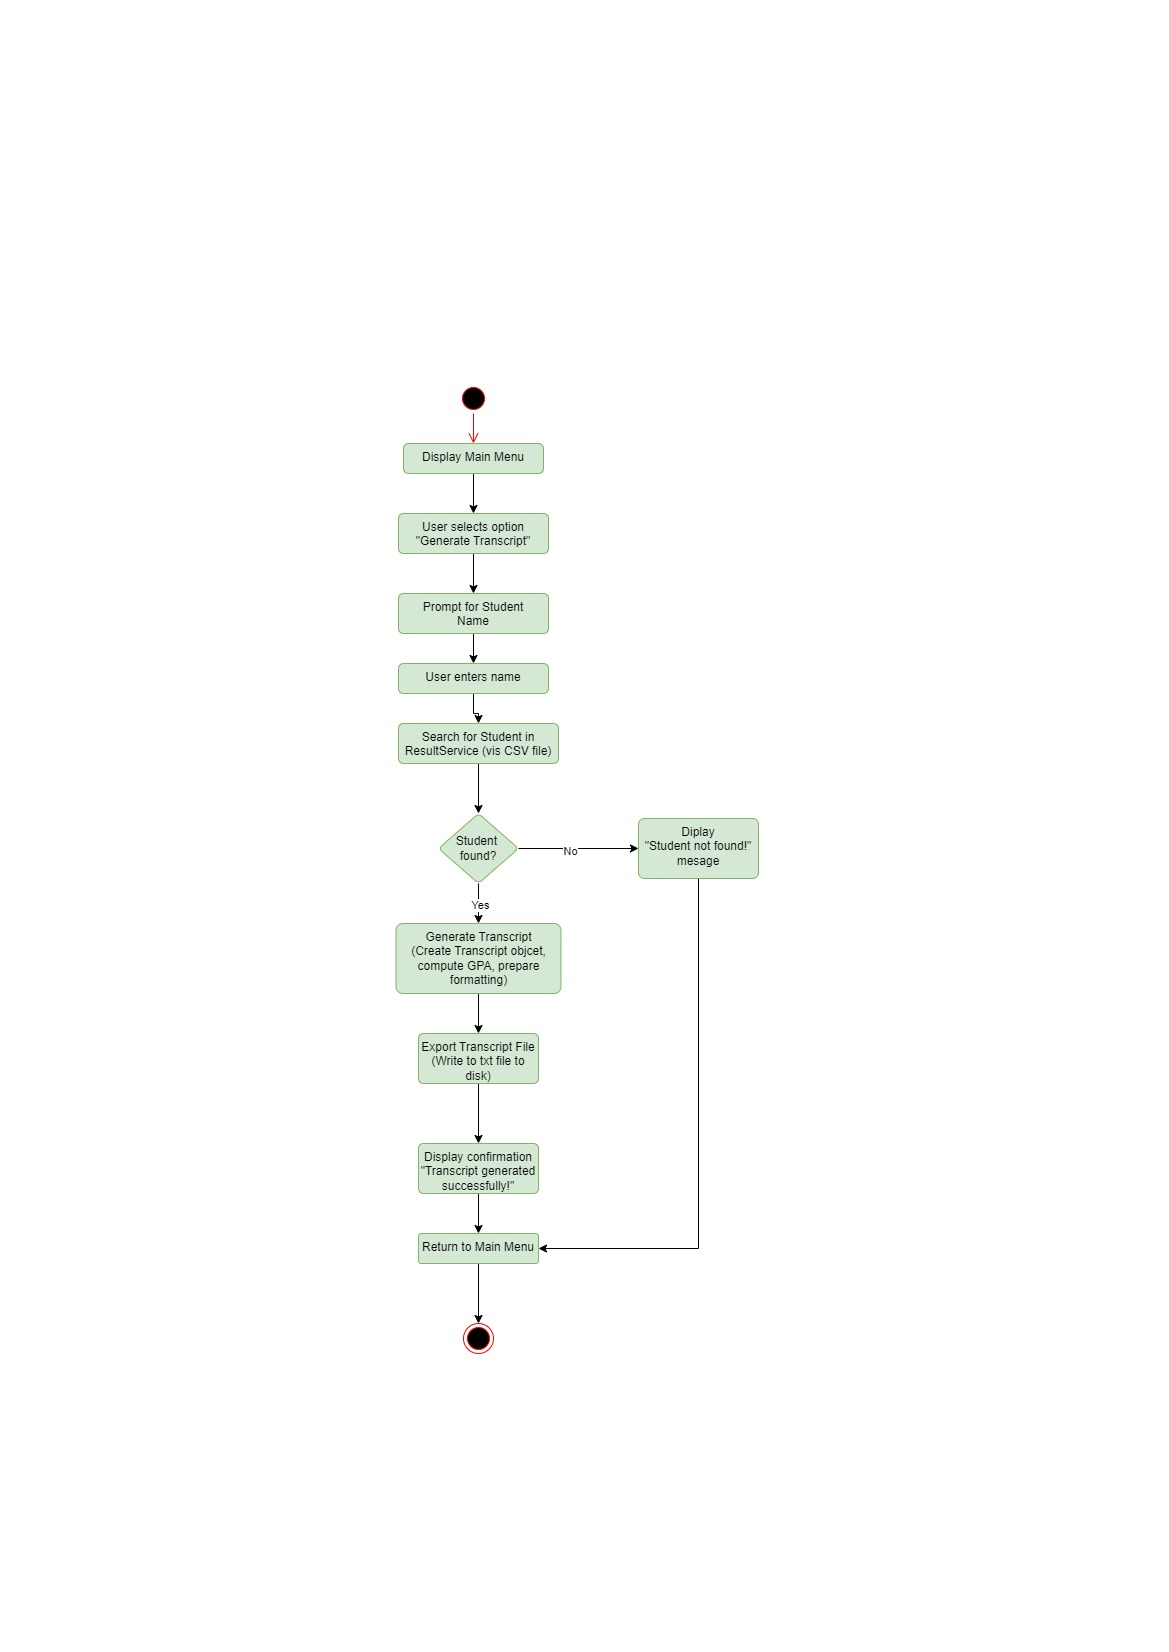 Display Main Menu
User selects option
"Generate Transcript"
Prompt for Student
Name
User enters name
Search for Student in
ResultService (vis CSV file)
Student
found?
No
Diplay
"Student not found!"
mesage
Yes
Generate Transcript
(Create Transcript objcet,
compute GPA, prepare
formatting)
Export Transcript File
(Write to txt file to
disk)
Display confirmation
"Transcript generated
successfully!"
Return to Main Menu